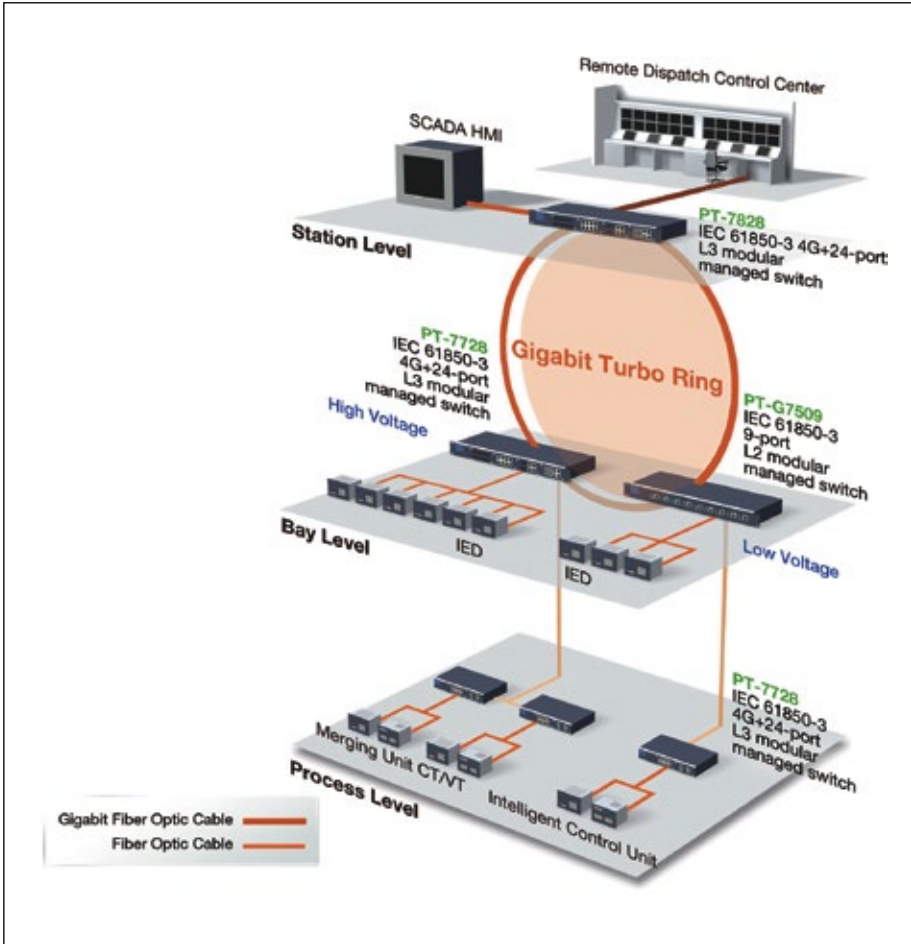 Remote Dispatch Control Center
SCADA HMI
PT-7828
IEC 61850-3 4G+24-port
L3 modular
managed switch
Station Level
PT-7728
IEC 61850-3
4G+24-port
L3 modular
managed switch
Gigabit Turbo Ring
High Voltage
PT-G7509
IEC 61850-3
9-port
L2 modular
managed switch
IED
Bay Level
IED
Low Voltage
PT-7728
IEC 61850-3
4G+24-port
L3 modular
managed switch
Merging Unit CT/VT
Process Level
Intelligent Control Unit
Gigabit Fiber Optic Cable
Fiber Optic Cable